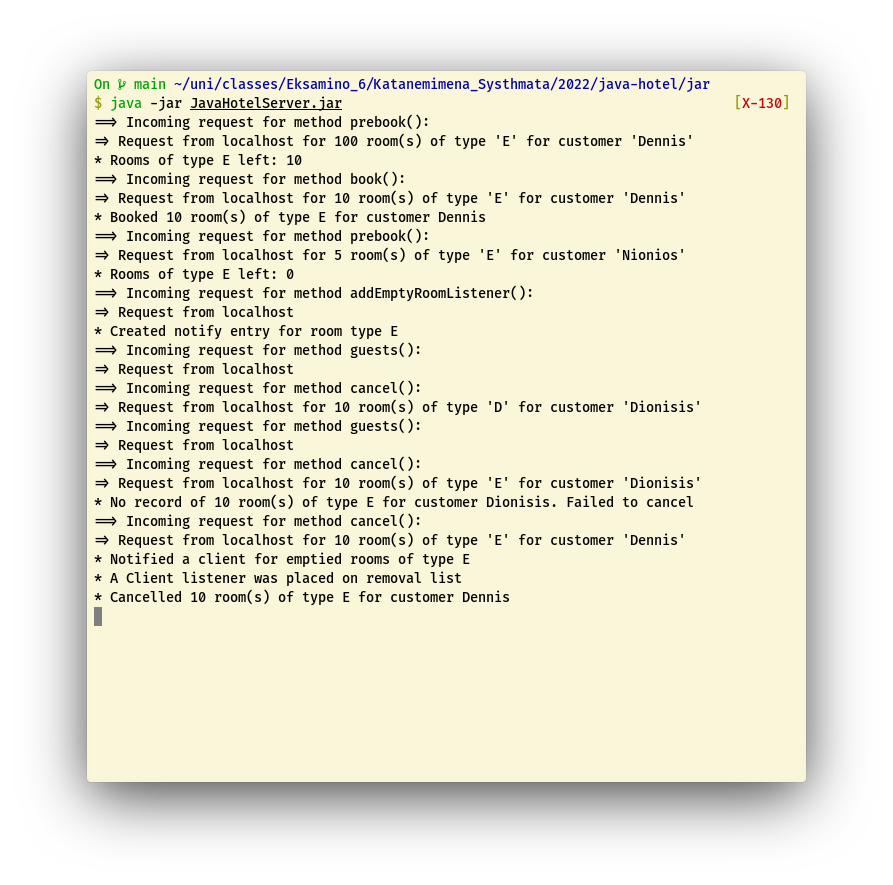 On main ~/uni/classes/Eksamino_6/Katanemimena_Systhmata/2022/java-hotel/jar
$ java -jar JavaHotelServer.jar [X-130]
==> Incoming request for method prebook():
=> Request from localhost for 100 room(s) of type 'E' for customer 'Dennis'
* Rooms of type E left: 10
==> Incoming request for method book():
=> Request from localhost for 10 room(s) of type 'E' for customer 'Dennis'
* Booked 10 room(s) of type E for customer Dennis
==> Incoming request for method prebook():
=> Request from localhost for 5 room(s) of type 'E' for customer 'Nionios'
* Rooms of type E left: 0
==> Incoming request for method addEmptyRoomListener():
=> Request from localhost
* Created notify entry for room type E
==> Incoming request for method guests():
=> Request from localhost
==> Incoming request for method cancel():
=> Request from localhost for 10 room(s) of type 'D' for customer 'Dionisis'
==> Incoming request for method guests():
=> Request from localhost
==> Incoming request for method cancel():
=> Request from localhost for 10 room(s) of type 'E' for customer 'Dionisis'
* No record of 10 room(s) of type E for customer Dionisis. Failed to cancel
==> Incoming request for method cancel():
=> Request from localhost for 10 room(s) of type 'E' for customer 'Dennis'
* Notified a client for emptied rooms of type E
* A Client listener was placed on removal list
* Cancelled 10 room(s) of type E for customer Dennis